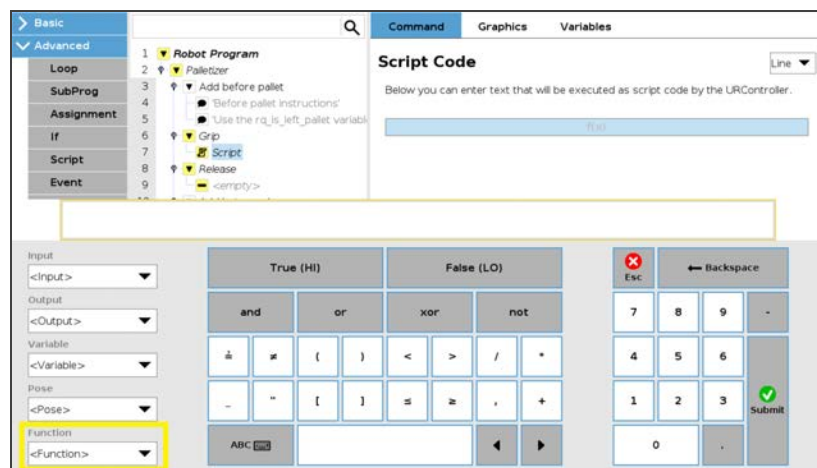 Basic
Advanced
Loop
SubProg
Assignment
If
Script
Event
1 Robot Program
2 Palletizer
3 Add before pallet
4 'Before pallet instructions'
5 'Use the rq_is_left_pallet variabl
6 Grip
7 Script
8 Release
9 <empty>
Command Graphics Variables
Script Code
Line
Below you can enter text that will be executed as script code by the URController.
f(x)
Input
<Input>
Output
<Output>
Variable
<Variable>
Pose
<Pose>
Function
<Function>
True (HI) False (LO)
and or xor not
≟ ≠ ( ) < > / *
_ " [ ] ≤ ≥ , +
ABC
Esc Backspace
7 8 9 -
4 5 6
1 2 3 Submit
0 .